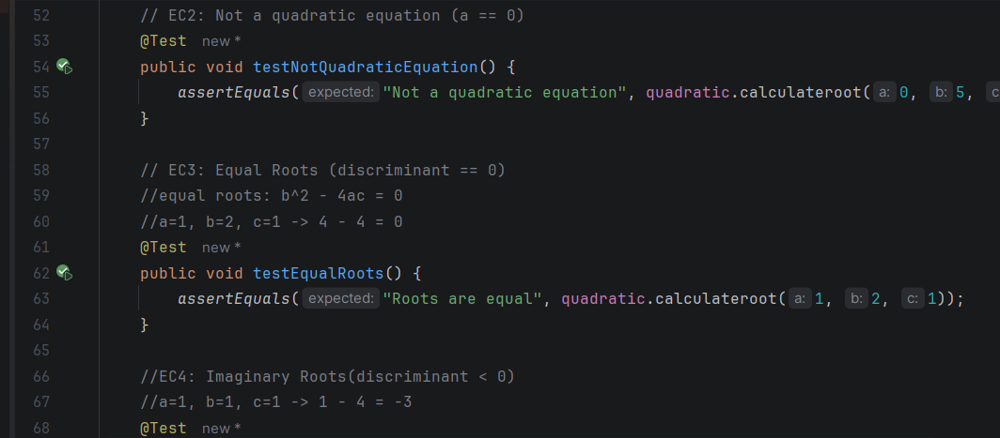 52 // EC2: Not a quadratic equation (a == 0)
53 @Test new *
54 public void testNotQuadraticEquation() {
55 assertEquals( expected: "Not a quadratic equation", quadratic.calculateroot( a: 0, b: 5, c
56 }
57
58 // EC3: Equal Roots (discriminant == 0)
59 //equal roots: b^2 - 4ac = 0
60 //a=1, b=2, c=1 -> 4 - 4 = 0
61 @Test new *
62 public void testEqualRoots() {
63 assertEquals( expected: "Roots are equal", quadratic.calculateroot( a: 1, b: 2, c: 1));
64 }
65
66 //EC4: Imaginary Roots(discriminant < 0)
67 //a=1, b=1, c=1 -> 1 - 4 = -3
68 @Test new *